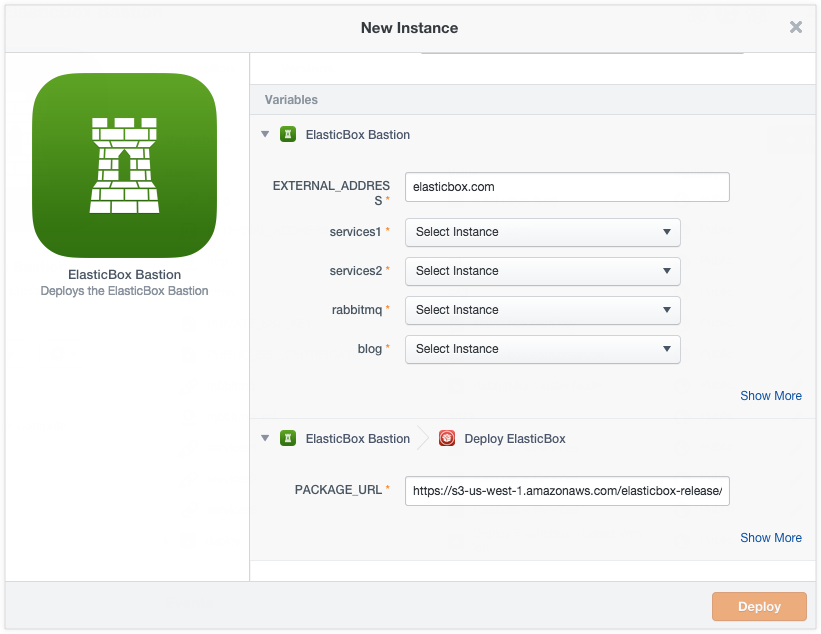 New Instance
ElasticBox Bastion
Deploys the ElasticBox Bastion
Variables
ElasticBox Bastion
EXTERNAL_ADDRES
S *
elasticbox.com
services1 *
Select Instance
services2 *
Select Instance
rabbitmq *
Select Instance
blog *
Select Instance
Show More
ElasticBox Bastion
Deploy ElasticBox
PACKAGE_URL *
https://s3-us-west-1.amazonaws.com/elasticbox-release/
Show More
Deploy